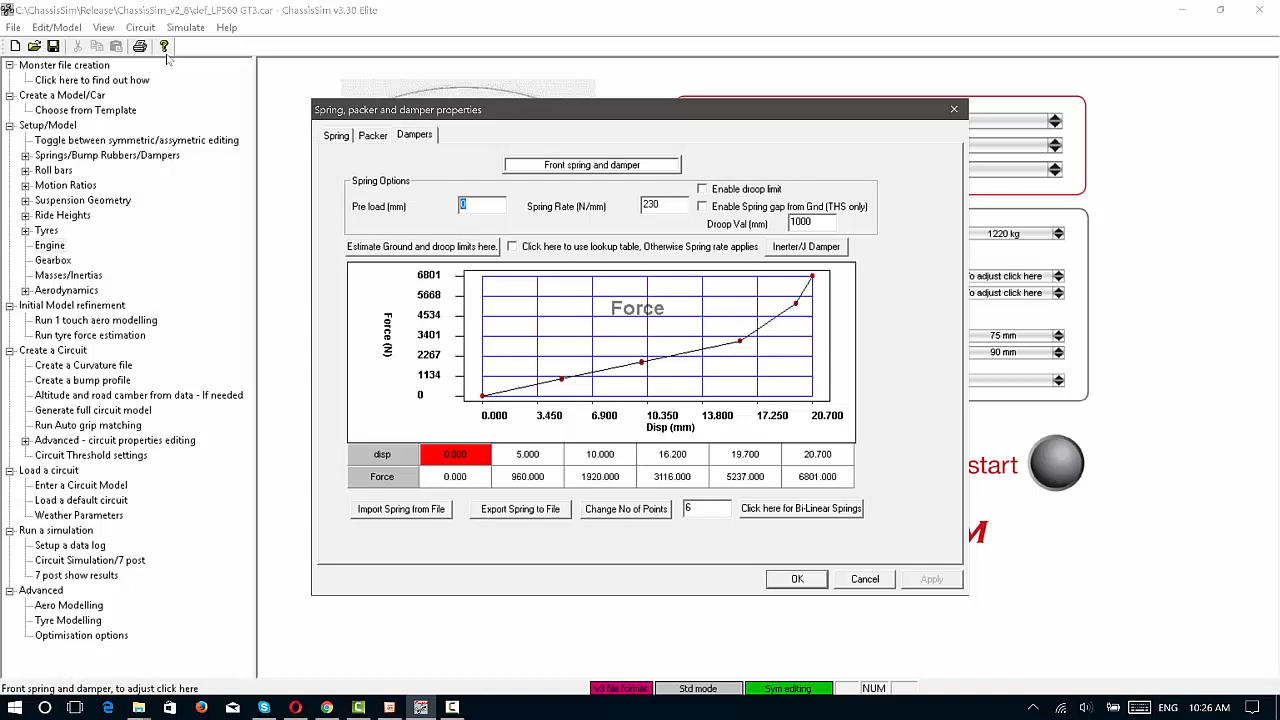 C:\ChassisSim\Release\ChassisSim_v2_8\def_LP560 GT3.car - ChassisSim v3.30 Elite
File Edit/Model View Circuit Simulate Help
Monster file creation
Click here to find out how
Create a Model/Car
Choose from Template
Setup/Model
Toggle between symmetric/assymetric editing
Springs/Bump Rubbers/Dampers
Roll bars
Motion Ratios
Suspension Geometry
Ride Heights
Tyres
Engine
Gearbox
Masses/Inertias
Aerodynamics
Initial Model refinement
Run 1 touch aero modelling
Run tyre force estimation
Create a Circuit
Create a Curvature file
Create a bump profile
Altitude and road camber from data - If needed
Generate full circuit model
Run Auto grip matching
Advanced - circuit properties editing
Circuit Threshold settings
Load a circuit
Enter a Circuit Model
Load a default circuit
Weather Parameters
Run a simulation
Setup a data log
Circuit Simulation/7 post
7 post show results
Advanced
Aero Modelling
Tyre Modelling
Optimisation options
Spring, packer and damper properties
Spring Packer Dampers
Front spring and damper
Spring Options
Enable droop limit
Pre load (mm) 0 Spring Rate (N/mm) 230 Enable Spring gap from Gnd (THS only)
Droop Val (mm) 1000
Estimate Ground and droop limits here. Click here to use lookup table, Otherwise Spring rate applies Inerter/J Damper
Force
Force (N)
6801
5668
4534
3401
2267
1134
0
0.000 3.450 6.900 10.350 13.800 17.250 20.700
Disp (mm)
disp 0.000 5.000 10.000 16.200 19.700 20.700
Force 0.000 960.000 1920.000 3116.000 5237.000 6801.000
Import Spring from File Export Spring to File Change No of Points 6 Click here for Bi-Linear Springs
OK Cancel Apply
1220 kg
o adjust click here
o adjust click here
75 mm
90 mm
start
M
Front spring and damper, to adjust click here
v3 file format Std mode Sym editing NUM
ENG 10:26 AM